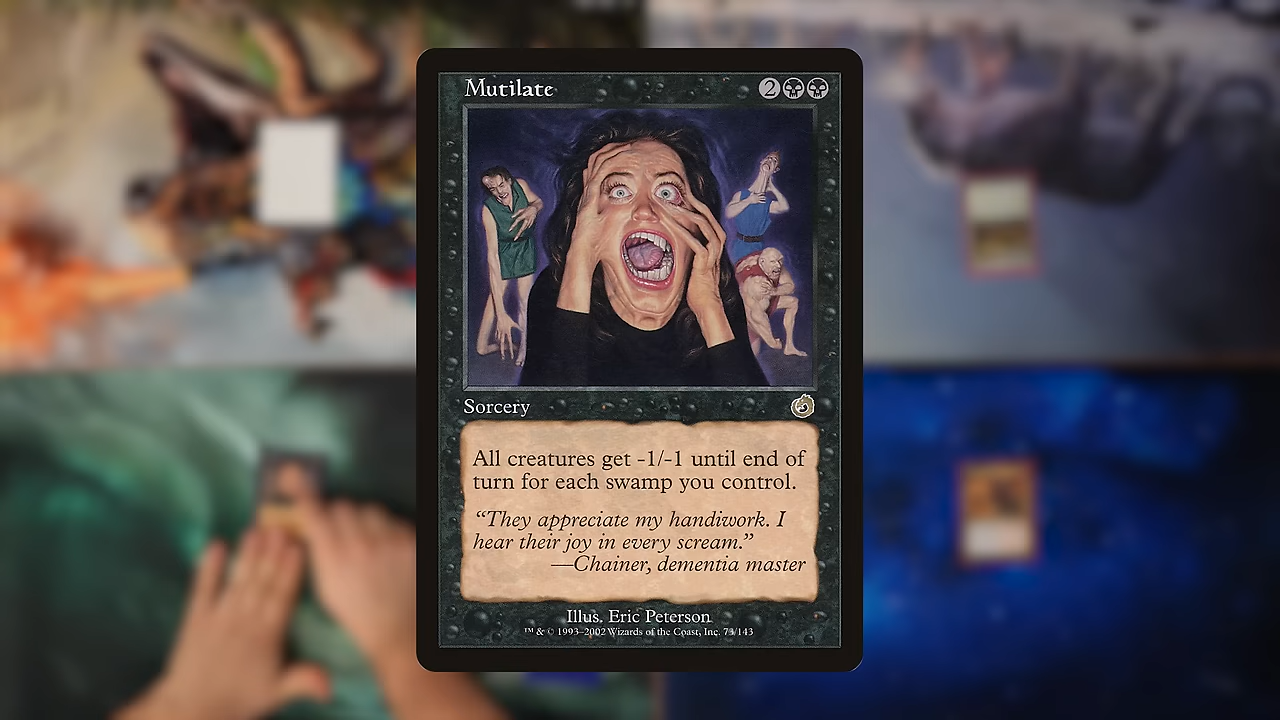 Mutilate 2
Sorcery
All creatures get -1/-1 until end of
turn for each swamp you control.
“They appreciate my handiwork. I
hear their joy in every scream.”
—Chainer, dementia master
Illus. Eric Peterson
™ & © 1993–2002 Wizards of the Coast, Inc. 73/143